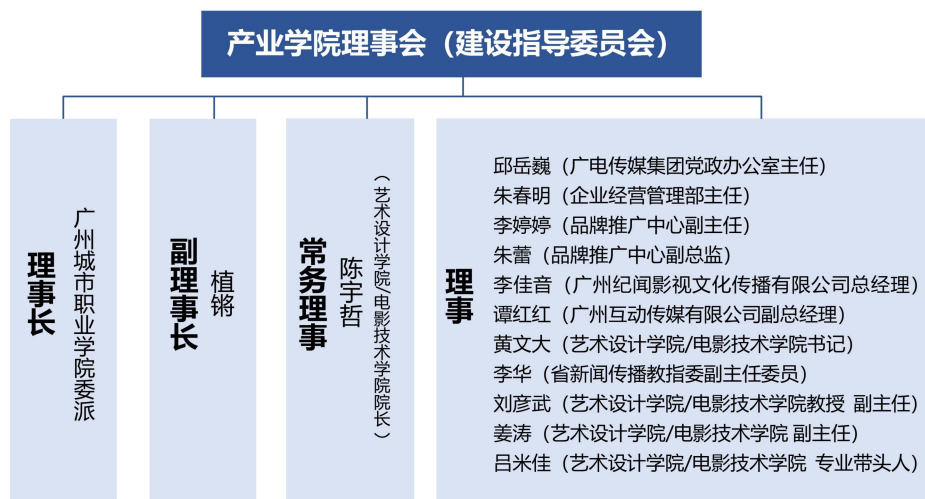 产业学院理事会（建设指导委员会）
理事长
广州城市职业学院委派
副理事长
植锵
常务理事
陈宇哲
（艺术设计学院/电影技术学院院长）
理事
邱岳巍（广电传媒集团党政办公室主任）
朱春明（企业经营管理部主任）
李婷婷（品牌推广中心副主任）
朱蕾（品牌推广中心副总监）
李佳音（广州纪闻影视文化传播有限公司总经理）
谭红红（广州互动传媒有限公司副总经理）
黄文大（艺术设计学院/电影技术学院书记）
李华（省新闻传播教指委副主任委员）
刘彦武（艺术设计学院/电影技术学院教授 副主任）
姜涛（艺术设计学院/电影技术学院 副主任）
吕米佳（艺术设计学院/电影技术学院 专业带头人）